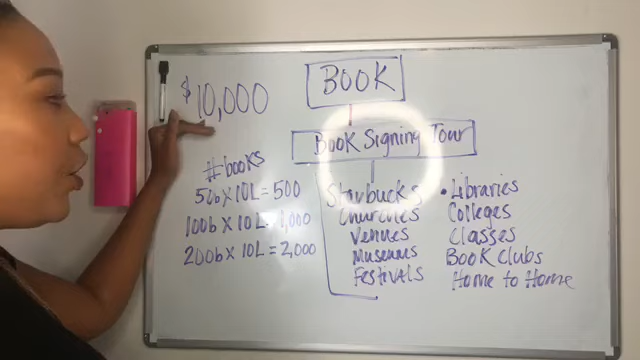 $10,000
BOOK
Book Signing Tour
# books
50b X 10L = 500
100b X 10L = 1,000
200b X 10L = 2,000
Starbucks
Churches
Venues
Museums
Festivals
• Libraries
Colleges
Classes
Book Clubs
Home to Home